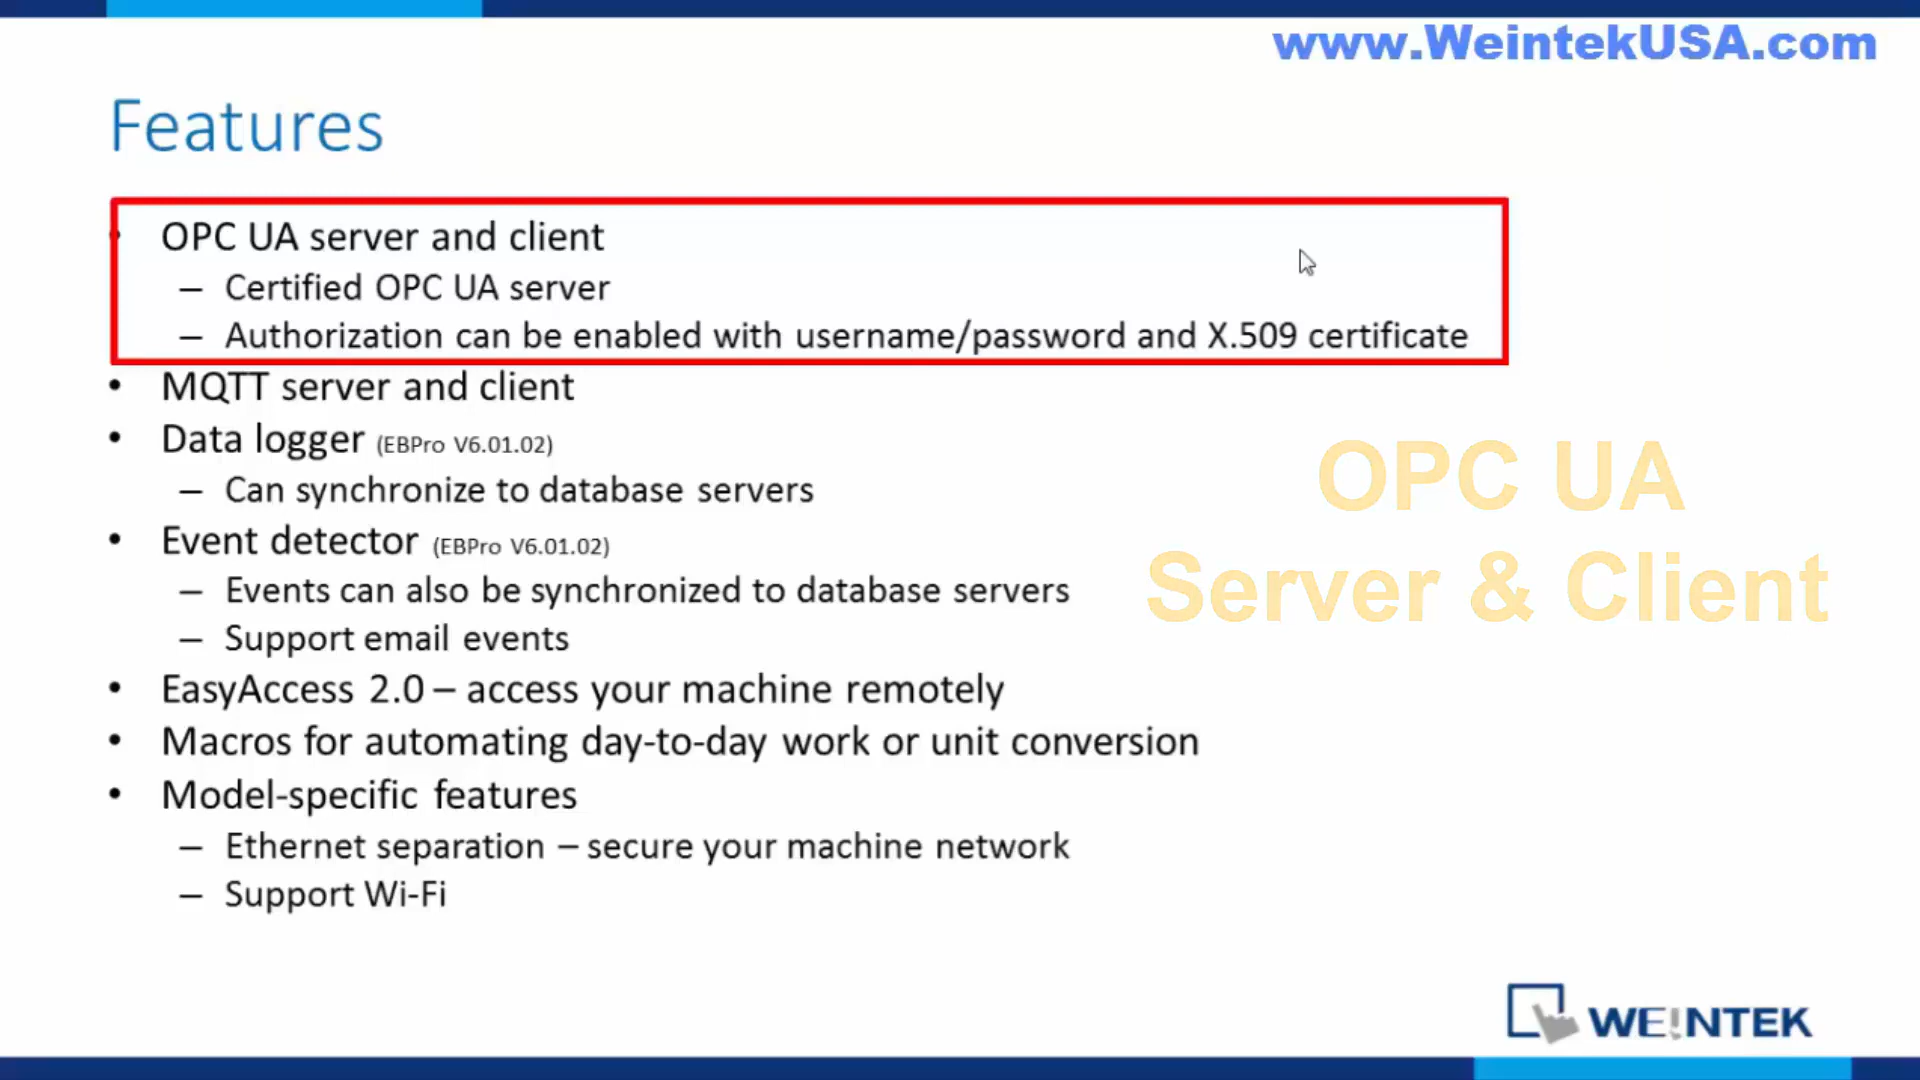 www.WeintekUSA.com
Features
• OPC UA server and client
– Certified OPC UA server
– Authorization can be enabled with username/password and X.509 certificate
• MQTT server and client
• Data logger (EBPro V6.01.02)
– Can synchronize to database servers
• Event detector (EBPro V6.01.02)
– Events can also be synchronized to database servers
– Support email events
• EasyAccess 2.0 – access your machine remotely
• Macros for automating day-to-day work or unit conversion
• Model-specific features
– Ethernet separation – secure your machine network
– Support Wi-Fi
OPC UA
Server & Client
WEINTEK